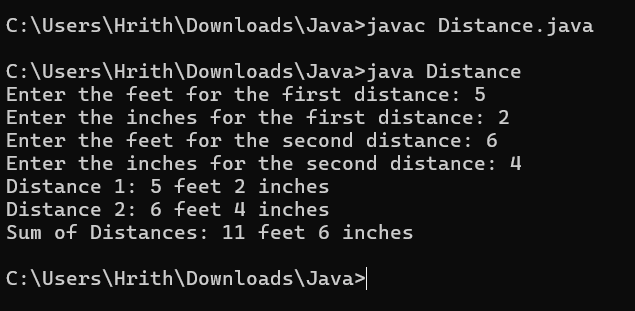 C:\Users\Hrith\Downloads\Java>javac Distance.java
C:\Users\Hrith\Downloads\Java>java Distance
Enter the feet for the first distance: 5
Enter the inches for the first distance: 2
Enter the feet for the second distance: 6
Enter the inches for the second distance: 4
Distance 1: 5 feet 2 inches
Distance 2: 6 feet 4 inches
Sum of Distances: 11 feet 6 inches
C:\Users\Hrith\Downloads\Java>